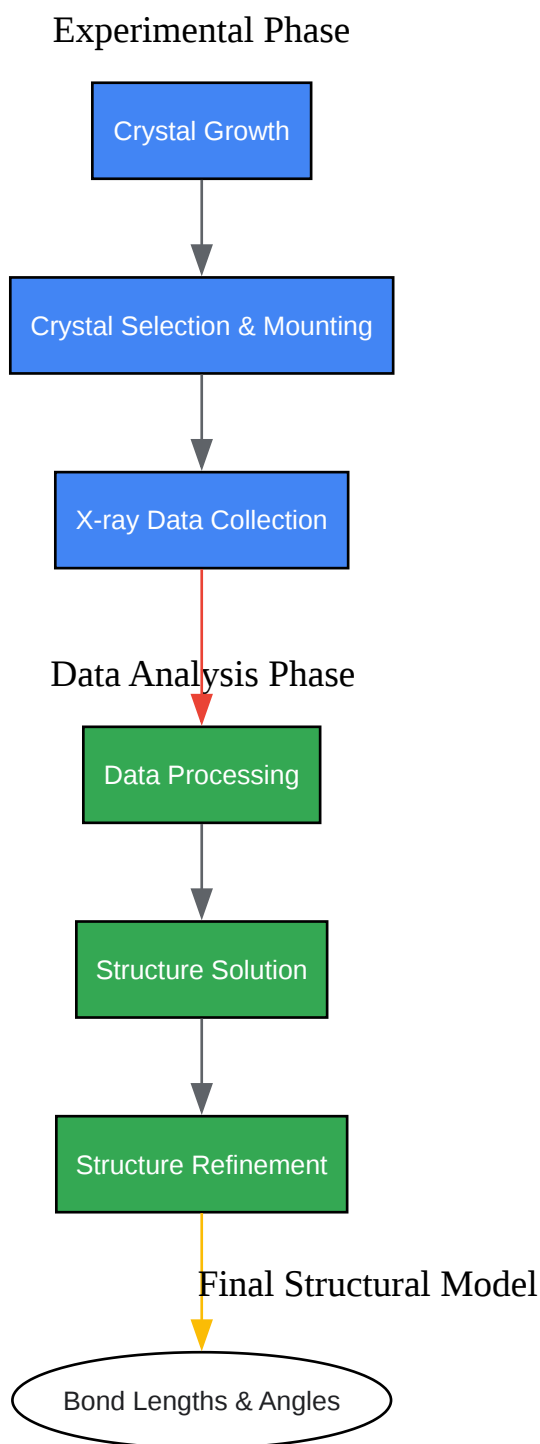 Experimental Phase
Crystal Growth
Crystal Selection & Mounting
X-ray Data Collection
Data Analysis Phase
Data Processing
Structure Solution
Structure Refinement
Final Structural Model
Bond Lengths & Angles